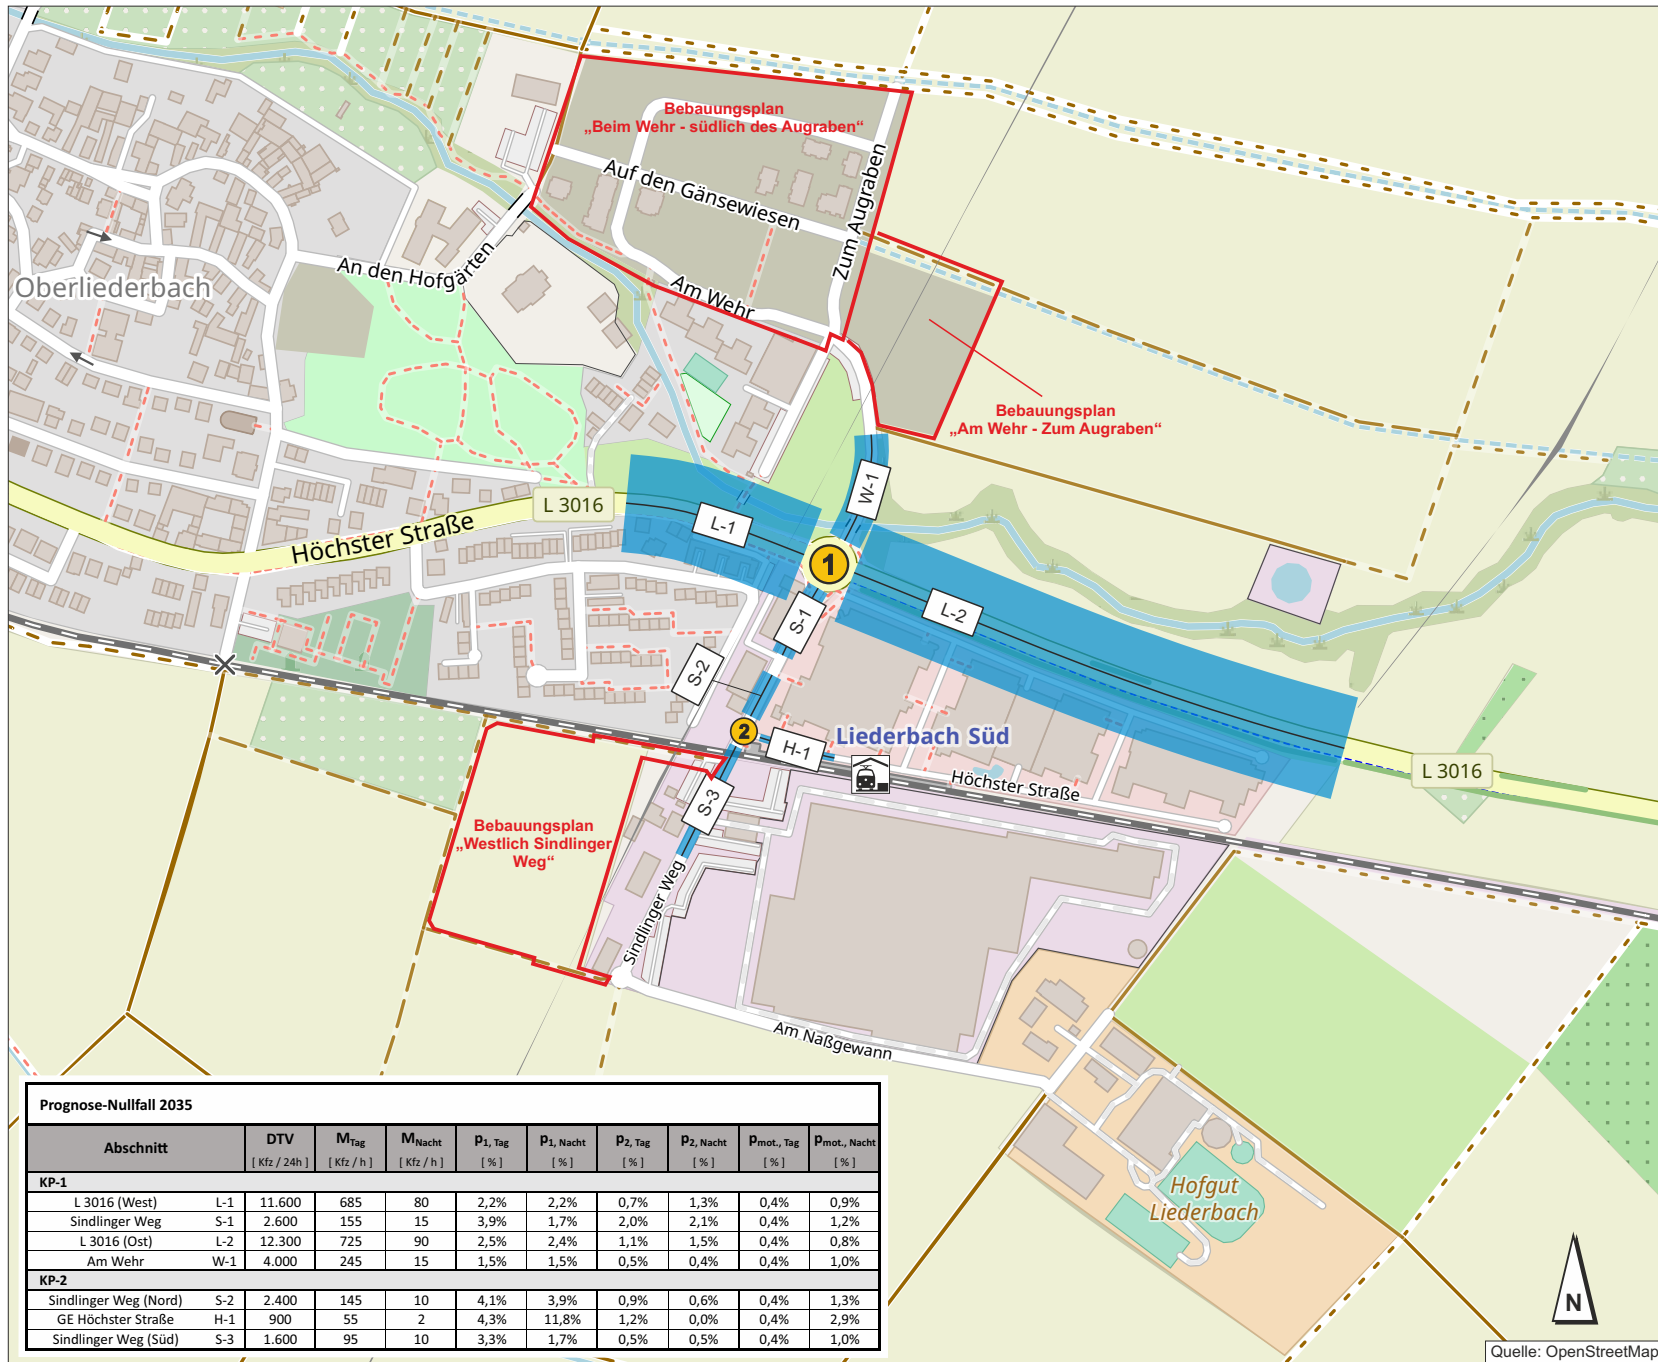 Bebauungsplan
„Beim Wehr - südlich des Augraben“
Auf den Gänsewiesen
Zum Augraben
An den Hofgärten
Am Wehr
Oberliederbach
Bebauungsplan
„Am Wehr - Zum Augraben“
L 3016
Höchster Straße
L-1
W-1
1
S-1
L-2
S-2
2
H-1
Liederbach Süd
Höchster Straße
L 3016
S-3
Bebauungsplan
„Westlich Sindlinger
Weg“
Sindlinger Weg
Am Naßgewann
Hofgut
Liederbach
N
Quelle: OpenStreetMap
Prognose-Nullfall 2035
Abschnitt DTV MTag MNacht p1, Tag p1, Nacht p2, Tag p2, Nacht pmot., Tag pmot., Nacht
[ Kfz / 24h ] [ Kfz / h ] [ Kfz / h ] [ % ] [ % ] [ % ] [ % ] [ % ] [ % ]
KP-1
L 3016 (West) L-1 11.600 685 80 2,2% 2,2% 0,7% 1,3% 0,4% 0,9%
Sindlinger Weg S-1 2.600 155 15 3,9% 1,7% 2,0% 2,1% 0,4% 1,2%
L 3016 (Ost) L-2 12.300 725 90 2,5% 2,4% 1,1% 1,5% 0,4% 0,8%
Am Wehr W-1 4.000 245 15 1,5% 1,5% 0,5% 0,4% 0,4% 1,0%
KP-2
Sindlinger Weg (Nord) S-2 2.400 145 10 4,1% 3,9% 0,9% 0,6% 0,4% 1,3%
GE Höchster Straße H-1 900 55 2 4,3% 11,8% 1,2% 0,0% 0,4% 2,9%
Sindlinger Weg (Süd) S-3 1.600 95 10 3,3% 1,7% 0,5% 0,5% 0,4% 1,0%